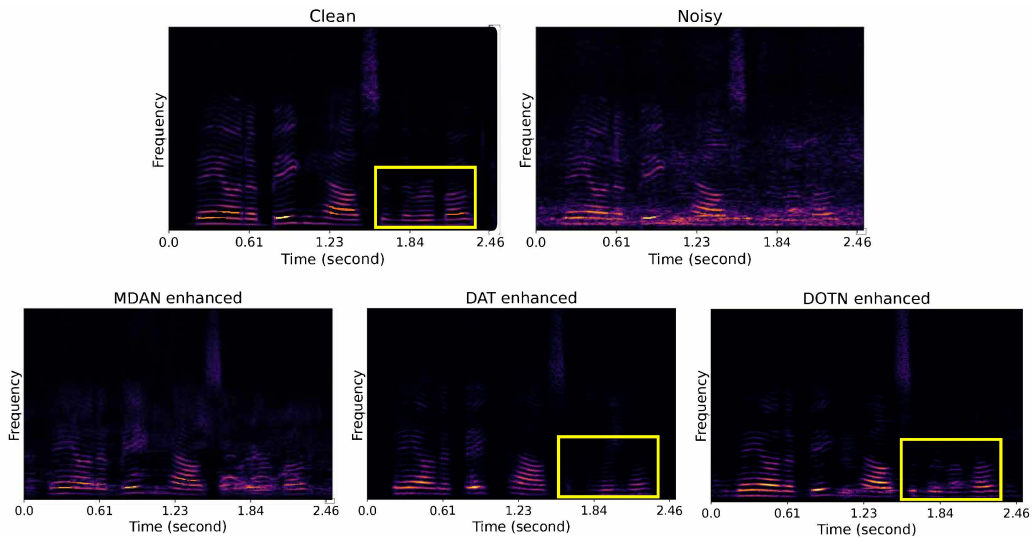 Clean
Noisy
Frequency
Frequency
0.0 0.61 1.23 1.84 2.46
0.0 0.61 1.23 1.84 2.46
Time (second)
Time (second)
MDAN enhanced
DAT enhanced
DOTN enhanced
Frequency
Frequency
Frequency
0.0 0.61 1.23 1.84 2.46
0.0 0.61 1.23 1.84 2.46
0.0 0.61 1.23 1.84 2.46
Time (second)
Time (second)
Time (second)